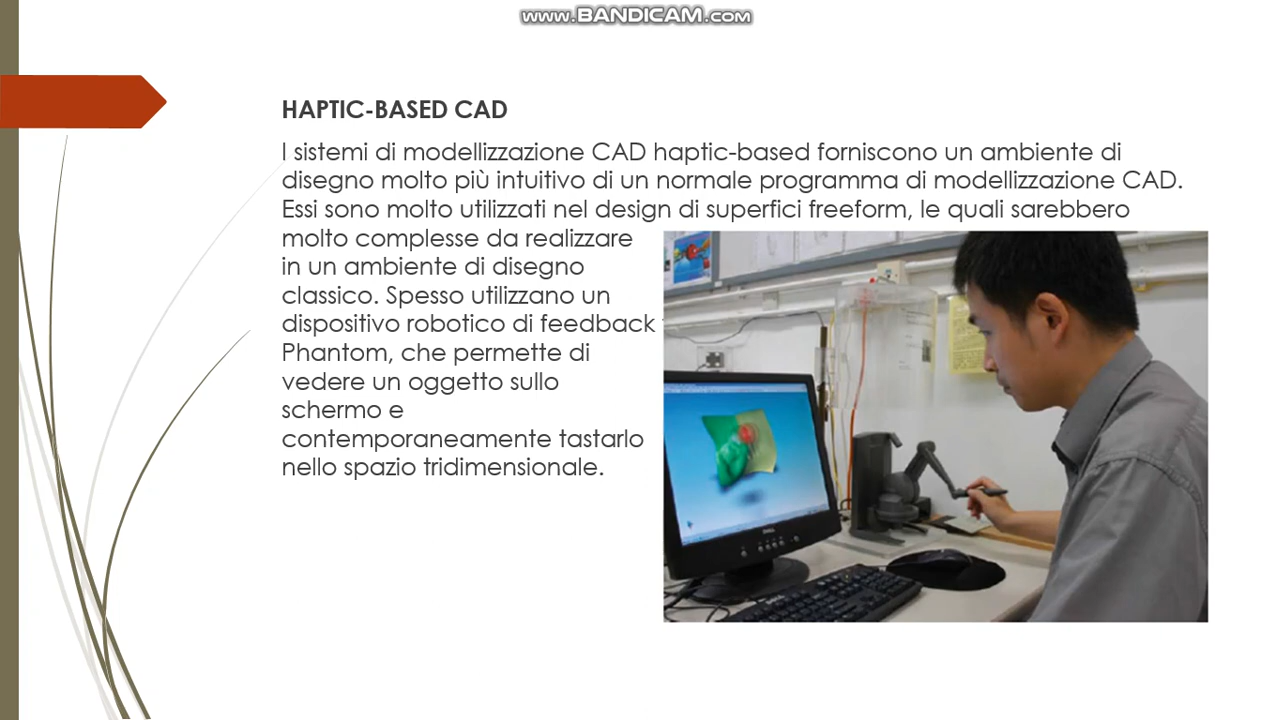 www.BANDICAM.com
HAPTIC-BASED CAD
I sistemi di modellizzazione CAD haptic-based forniscono un ambiente di
disegno molto più intuitivo di un normale programma di modellizzazione CAD.
Essi sono molto utilizzati nel design di superfici freeform, le quali sarebbero
molto complesse da realizzare
in un ambiente di disegno
classico. Spesso utilizzano un
dispositivo robotico di feedback
Phantom, che permette di
vedere un oggetto sullo
schermo e
contemporaneamente tastarlo
nello spazio tridimensionale.